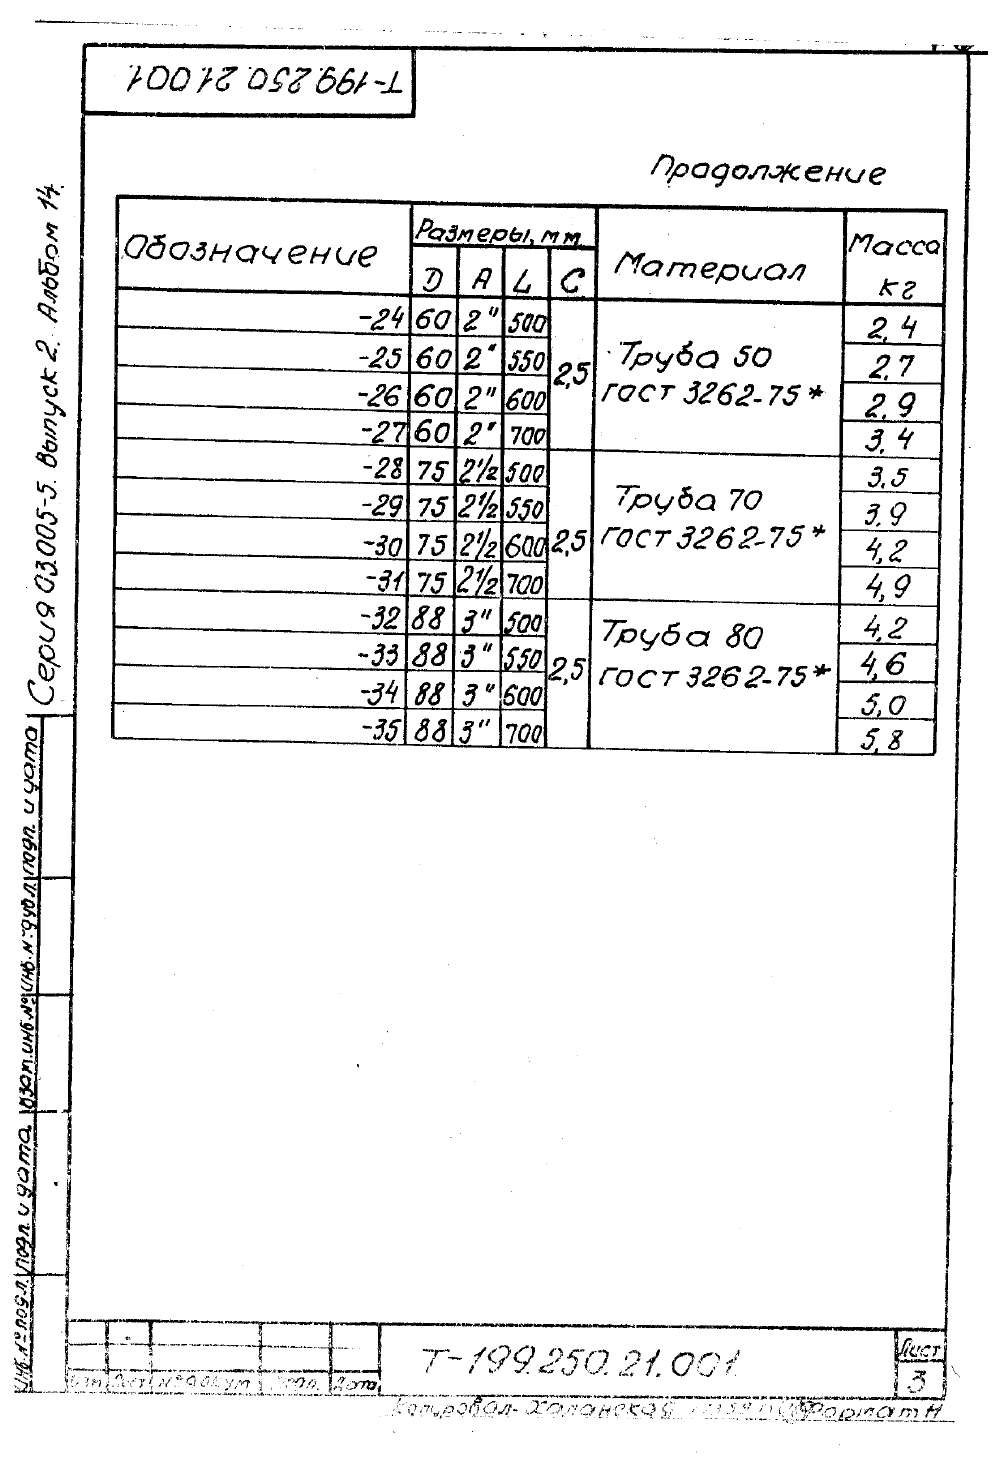 Т-199.250.21.001
Продолжение
Обозначение Размеры, мм Материал Масса кг
D А L С
-24 60 2" 500 2,5 Труба 50 ГОСТ 3262-75* 2,4
-25 60 2" 550 2,7
-26 60 2" 600 2,9
-27 60 2" 700 3,4
-28 75 2½ 500 2,5 Труба 70 ГОСТ 3262-75* 3,5
-29 75 2½ 550 3,9
-30 75 2½ 600 4,2
-31 75 2½ 700 4,9
-32 88 3" 500 2,5 Труба 80 ГОСТ 3262-75* 4,2
-33 88 3" 550 4,6
-34 88 3" 600 5,0
-35 88 3" 700 5,8
Серия 03005-5. Выпуск 2. Альбом 14.
Инв.№ подл. Подп. и дата Взам.инв.№ Инв.№ дубл. Подп. и дата
Изм Лист № докум Подп. Дата
Т-199.250.21.001
Лист
3
Копировал- Халанская Формат